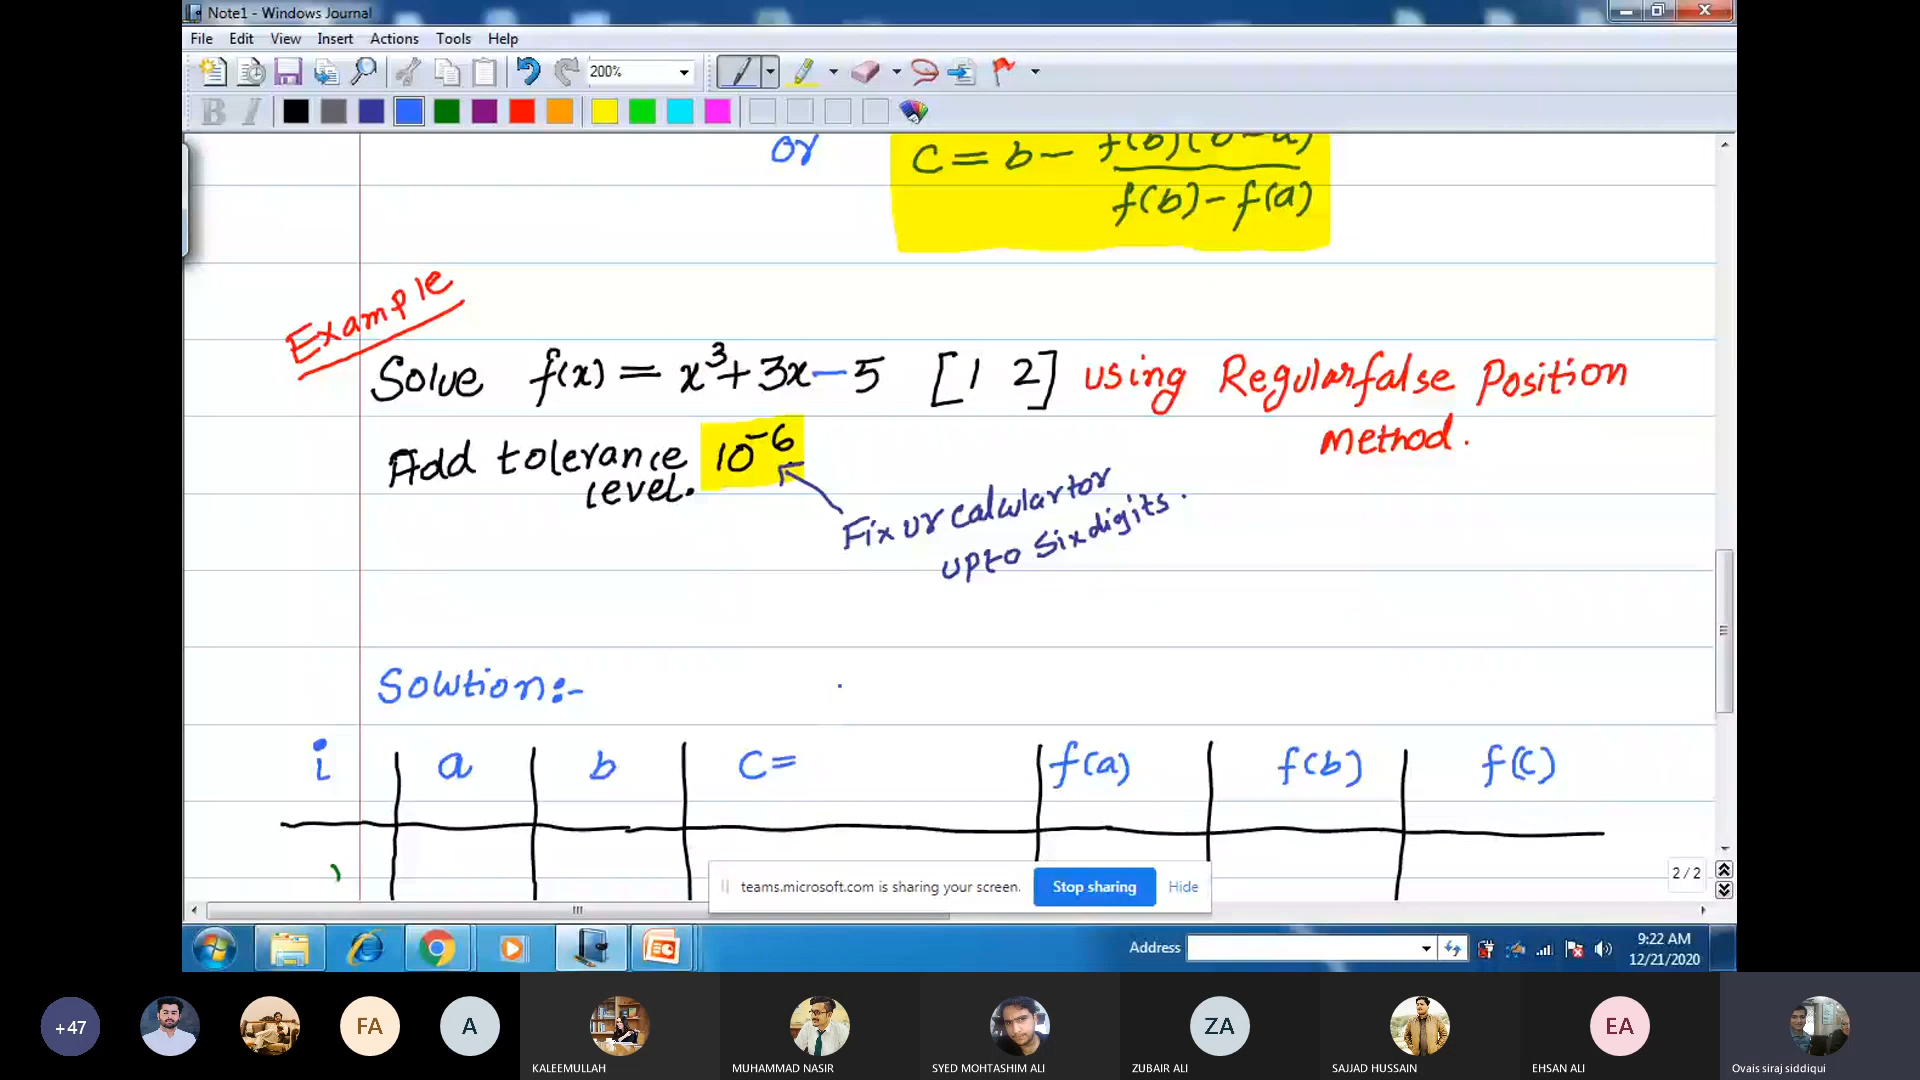 Note1 - Windows Journal
File Edit View Insert Actions Tools Help
200%
B I
or C = b - f(b)(b-a)
f(b) - f(a)
Example
Solve f(x) = x³+3x-5 [1 2] using Regularfalse Position
method.
Add tolerance 10⁻⁶
level.
Fix ur calculartor
upto six digits.
Solution:-
i a b C= f(a) f(b) f(c)
teams.microsoft.com is sharing your screen. Stop sharing Hide
2 / 2
Address
9:22 AM
12/21/2020
+47 FA A ZA EA
KALEEMULLAH MUHAMMAD NASIR SYED MOHTASHIM ALI ZUBAIR ALI SAJJAD HUSSAIN EHSAN ALI Ovais siraj siddiqui